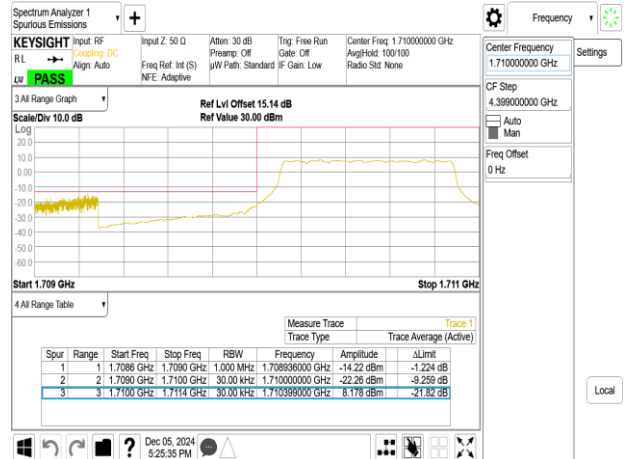 Spectrum Analyzer 1
Spurious Emissions
Frequency
Settings
KEYSIGHT
Input: RF
Coupling: DC
Align: Auto
Input Z: 50 Ω
Freq Ref: Int (S)
NFE: Adaptive
Atten: 30 dB
Preamp: Off
µW Path: Standard
Trig: Free Run
Gate: Off
IF Gain: Low
Center Freq: 1.710000000 GHz
Avg|Hold: 100/100
Radio Std: None
R L
LXI
PASS
Center Frequency
1.710000000 GHz
CF Step
4.399000000 GHz
Auto
Man
Freq Offset
0 Hz
Local
3 All Range Graph
Scale/Div 10.0 dB
Ref Lvl Offset 15.14 dB
Ref Value 30.00 dBm
Log
20.0
10.0
0.00
-10.0
-20.0
-30.0
-40.0
-50.0
-60.0
Start 1.709 GHz
Stop 1.711 GHz
4 All Range Table
Measure Trace Trace 1
Trace Type Trace Average (Active)
Spur Range Start Freq Stop Freq RBW Frequency Amplitude ΔLimit
1 1 1.7086 GHz 1.7090 GHz 1.000 MHz 1.708936000 GHz -14.22 dBm -1.224 dB
2 2 1.7090 GHz 1.7100 GHz 30.00 kHz 1.710000000 GHz -22.26 dBm -9.259 dB
3 3 1.7100 GHz 1.7114 GHz 30.00 kHz 1.710399000 GHz 8.178 dBm -21.82 dB
Dec 05, 2024
5:25:35 PM